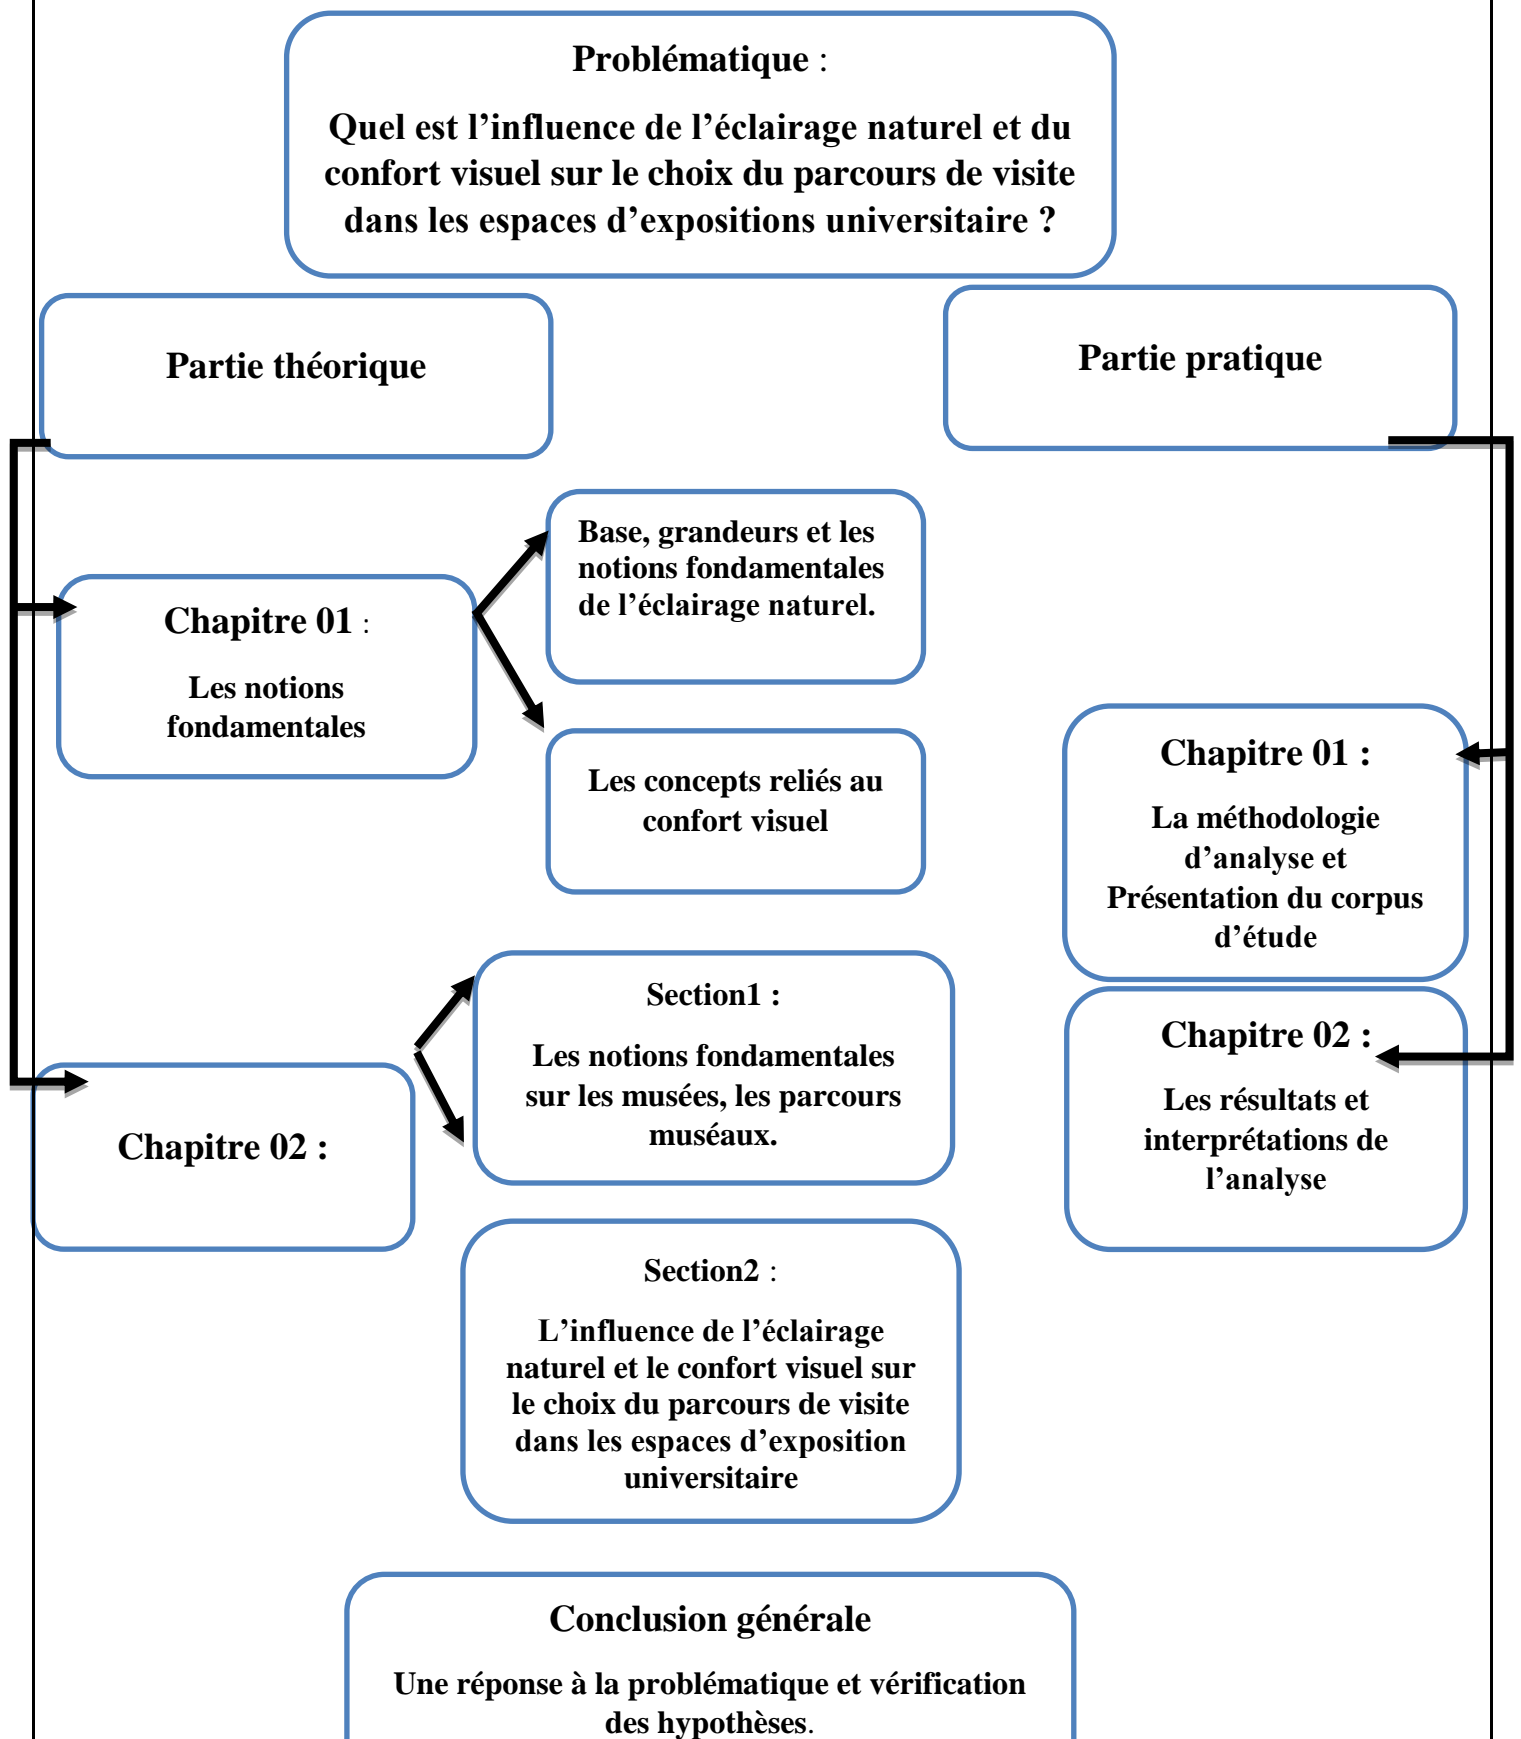 Problématique :
Quel est l’influence de l’éclairage naturel et du
confort visuel sur le choix du parcours de visite
dans les espaces d’expositions universitaire ?
Partie théorique
Partie pratique
Base, grandeurs et les
notions fondamentales
de l’éclairage naturel.
Chapitre 01 :
Les notions
fondamentales
Les concepts reliés au
confort visuel
Chapitre 01 :
La méthodologie
d’analyse et
Présentation du corpus
d’étude
Section1 :
Les notions fondamentales
sur les musées, les parcours
muséaux.
Chapitre 02 :
Chapitre 02 :
Les résultats et
interprétations de
l’analyse
Section2 :
L’influence de l’éclairage
naturel et le confort visuel sur
le choix du parcours de visite
dans les espaces d’exposition
universitaire
Conclusion générale
Une réponse à la problématique et vérification
des hypothèses.